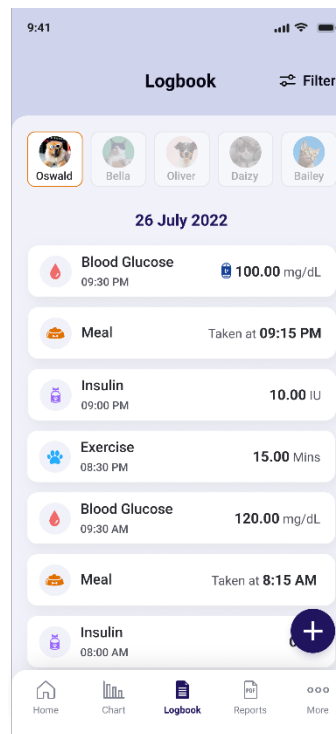 9:41
Logbook
Filter
Oswald Bella Oliver Daizy Bailey
26 July 2022
Blood Glucose
100.00 mg/dL
09:30 PM
Meal
Taken at 09:15 PM
Insulin
10.00 IU
09:00 PM
Exercise
15.00 Mins
08:30 PM
Blood Glucose
120.00 mg/dL
09:30 AM
Meal
Taken at 8:15 AM
Insulin
08:00 AM
PDF
Home Chart Logbook Reports More